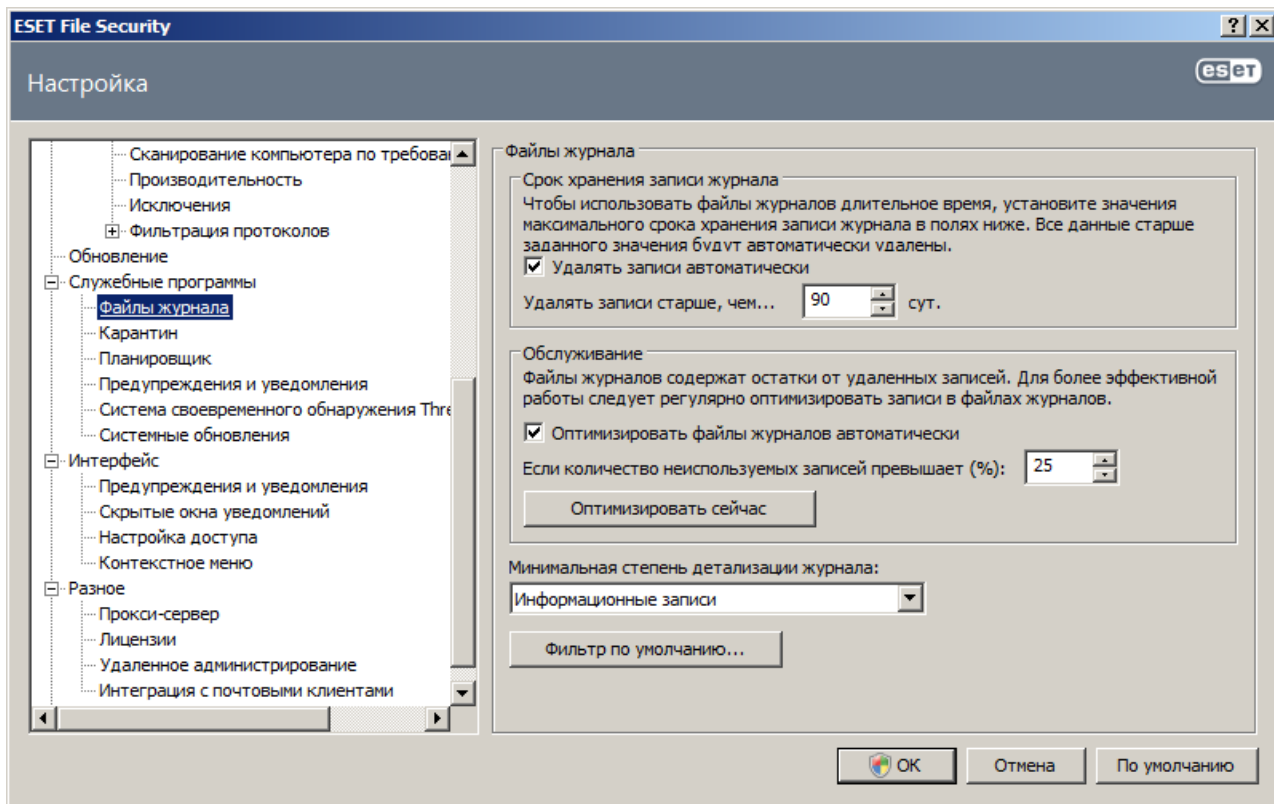 ESET File Security
Настройка
eset
Сканирование компьютера по требова
Производительность
Исключения
Фильтрация протоколов
Обновление
Служебные программы
Файлы журнала
Карантин
Планировщик
Предупреждения и уведомления
Система своевременного обнаружения Thre
Системные обновления
Интерфейс
Предупреждения и уведомления
Скрытые окна уведомлений
Настройка доступа
Контекстное меню
Разное
Прокси-сервер
Лицензии
Удаленное администрирование
Интеграция с почтовыми клиентами
Файлы журнала
Срок хранения записи журнала
Чтобы использовать файлы журналов длительное время, установите значения
максимального срока хранения записи журнала в полях ниже. Все данные старше
заданного значения будут автоматически удалены.
Удалять записи автоматически
Удалять записи старше, чем... 90 сут.
Обслуживание
Файлы журналов содержат остатки от удаленных записей. Для более эффективной
работы следует регулярно оптимизировать записи в файлах журналов.
Оптимизировать файлы журналов автоматически
Если количество неиспользуемых записей превышает (%): 25
Оптимизировать сейчас
Минимальная степень детализации журнала:
Информационные записи
Фильтр по умолчанию...
OK Отмена По умолчанию